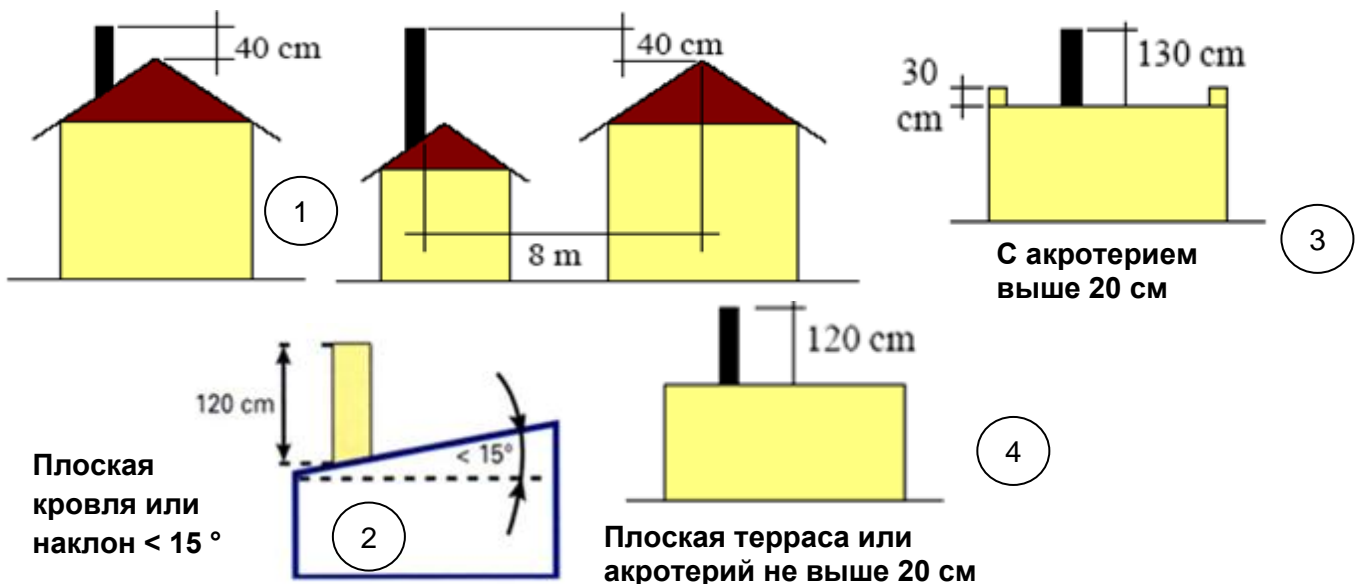 40 cm
1
40 cm
8 m
30
cm
130 cm
3
С акротерием
выше 20 см
120 cm
< 15°
2
Плоская
кровля или
наклон < 15 °
120 cm
4
Плоская терраса или
акротерий не выше 20 см